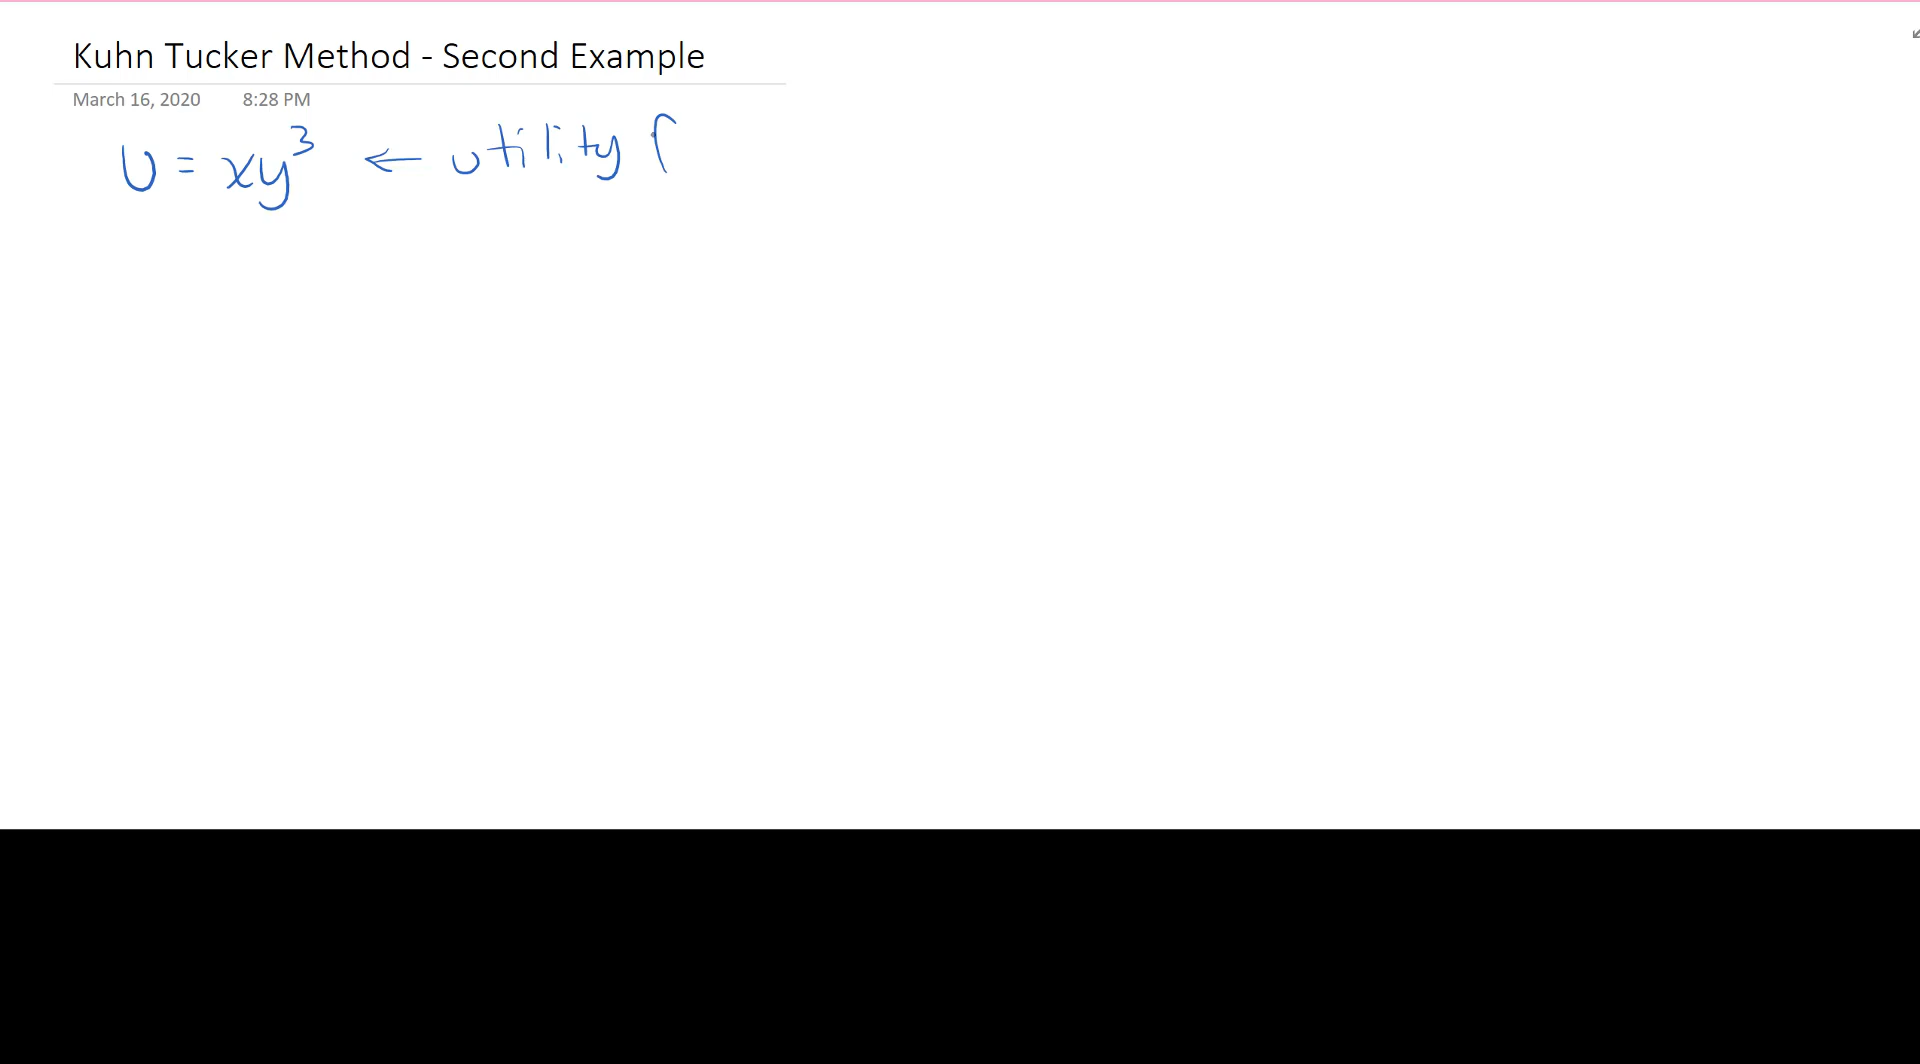 Kuhn Tucker Method - Second Example
March 16, 2020 8:28 PM
U = xy³ ← utility f